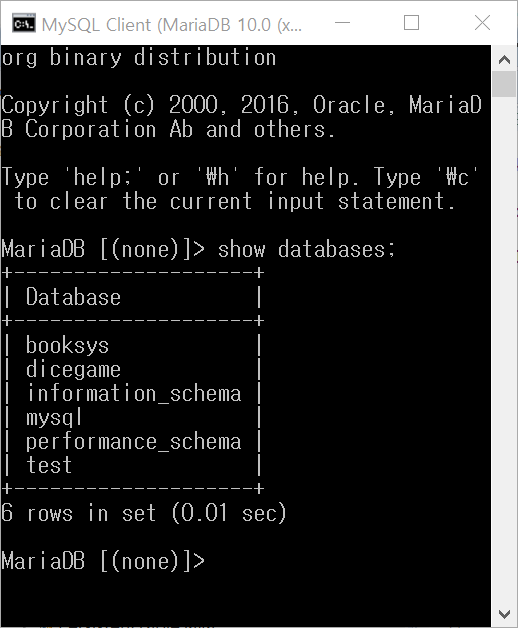 MySQL Client (MariaDB 10.0 (x...
org binary distribution
Copyright (c) 2000, 2016, Oracle, MariaD
B Corporation Ab and others.
Type 'help;' or '₩h' for help. Type '₩c'
 to clear the current input statement.
MariaDB [(none)]> show databases;
+--------------------+
| Database           |
+--------------------+
| booksys            |
| dicegame           |
| information_schema |
| mysql              |
| performance_schema |
| test               |
+--------------------+
6 rows in set (0.01 sec)
MariaDB [(none)]>